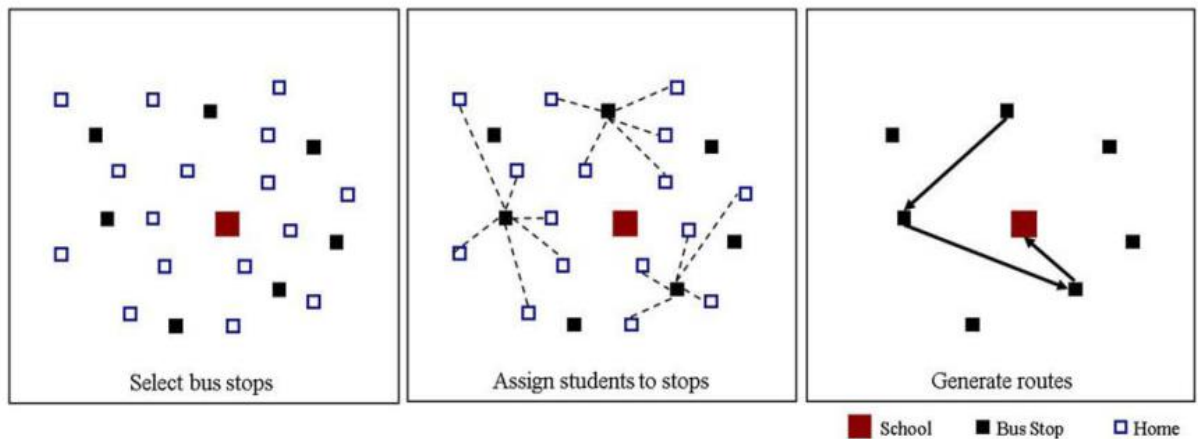 Select bus stops
Assign students to stops
Generate routes
School
Bus Stop
Home